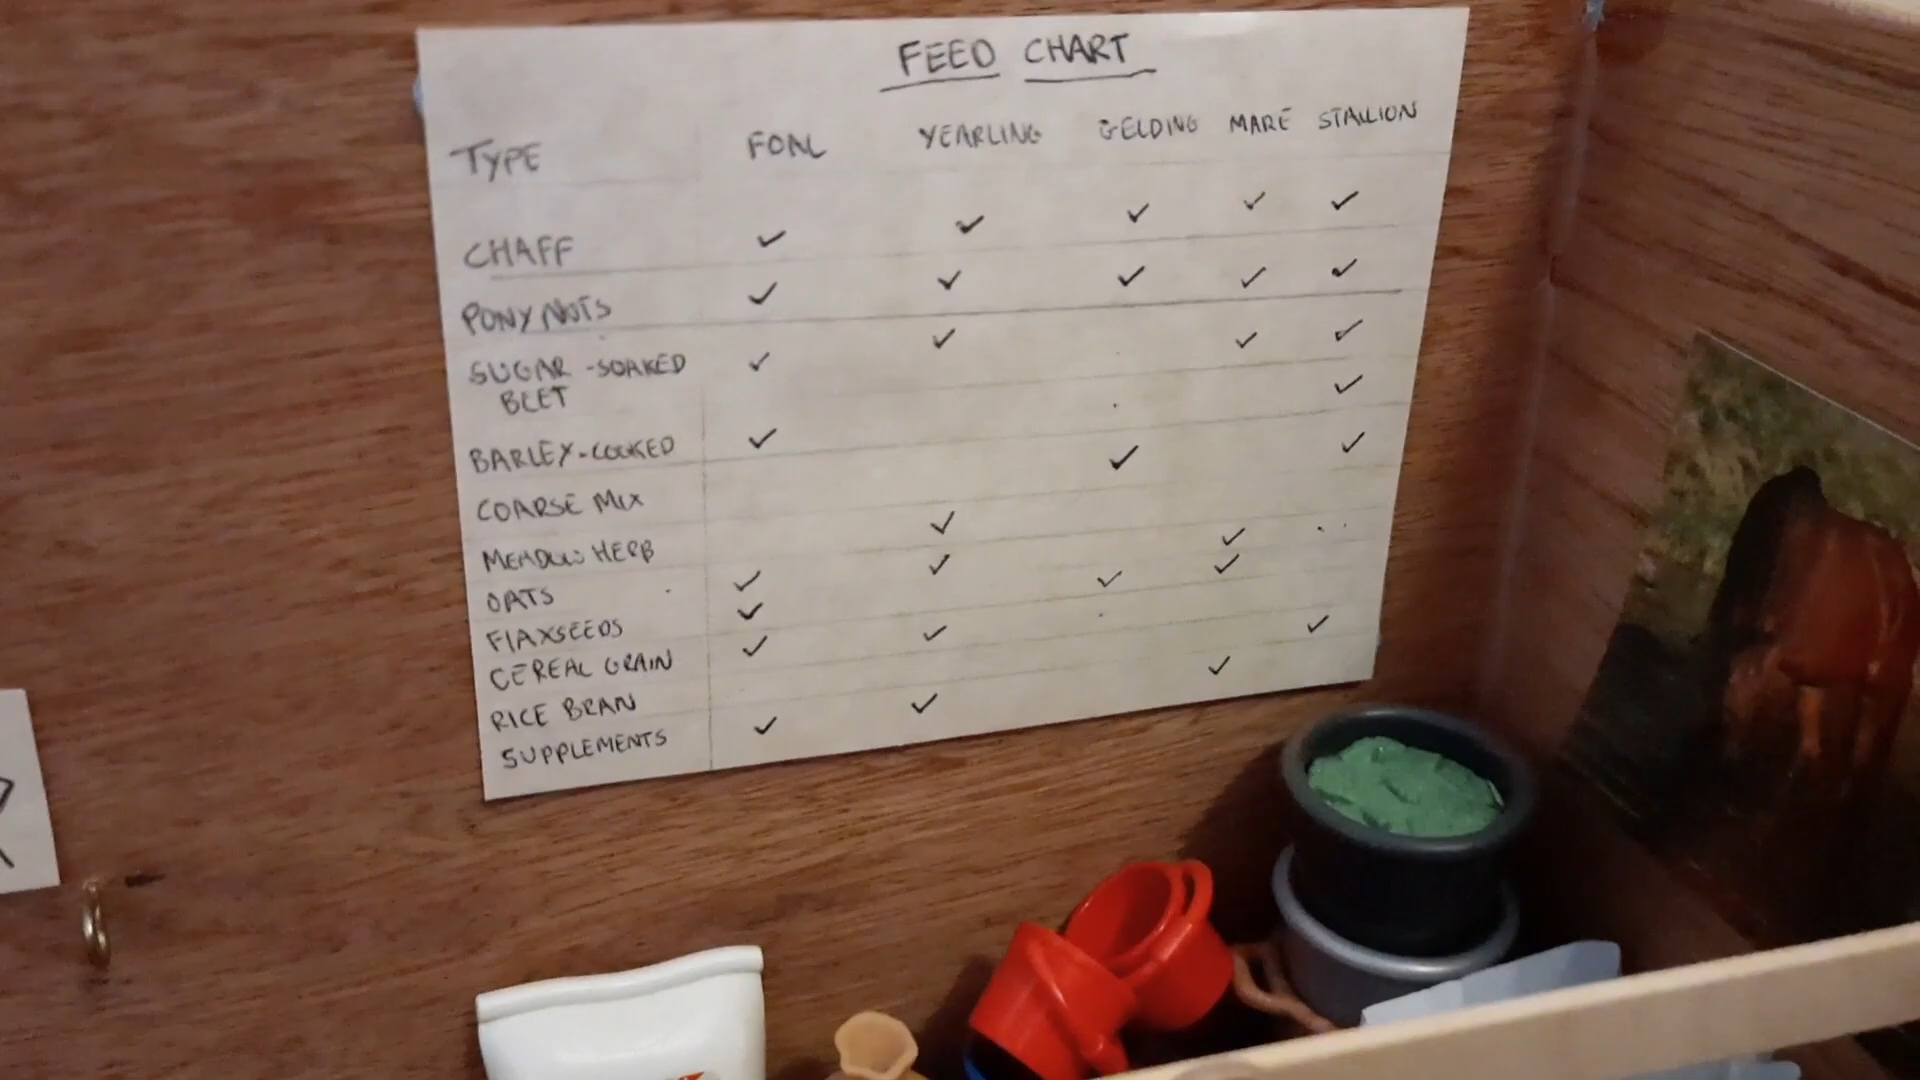 FEED CHART
TYPE FOAL YEARLING GELDING MARE STALLION
CHAFF ✓ ✓ ✓ ✓ ✓
PONY NUTS ✓ ✓ ✓ ✓ ✓
SUGAR-SOAKED ✓ ✓ ✓ ✓
BEET
BARLEY-COOKED ✓ ✓
COARSE MIX ✓ ✓
MEADOW HERB ✓
OATS ✓ ✓ ✓
FLAXSEEDS ✓ ✓ ✓
CEREAL GRAIN ✓ ✓
RICE BRAN ✓
SUPPLEMENTS ✓ ✓ ✓